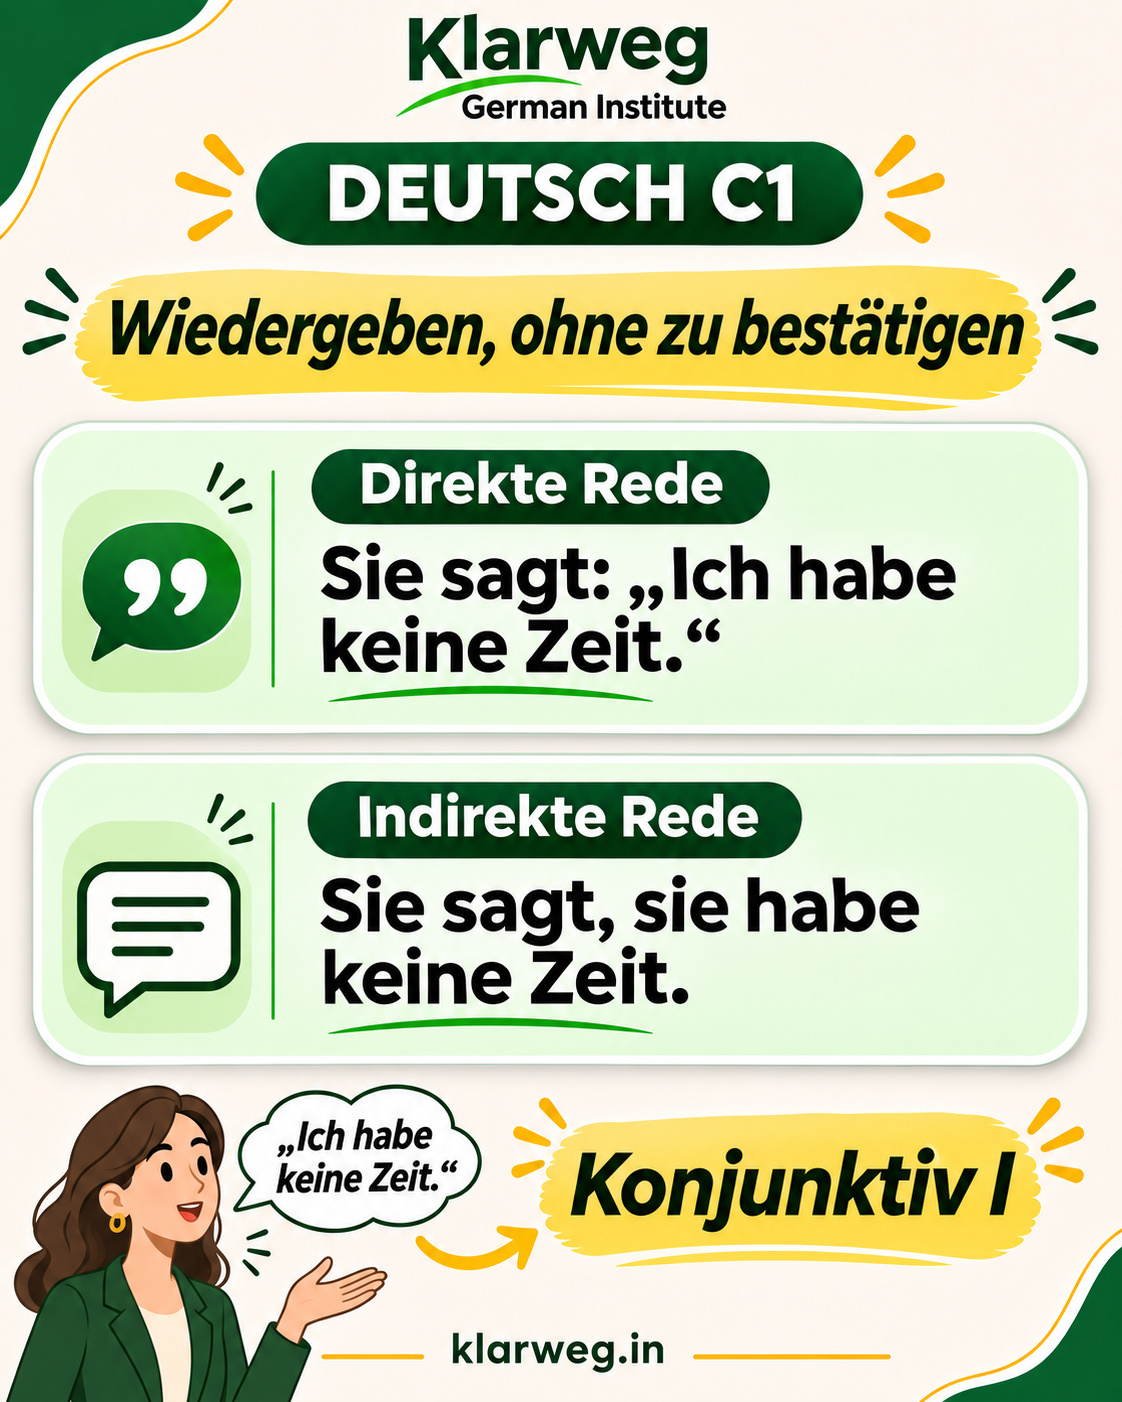 Klarweg
German Institute
DEUTSCH C1
Wiedergeben, ohne zu bestätigen
Direkte Rede
Sie sagt: „Ich habe
keine Zeit.“
Indirekte Rede
Sie sagt, sie habe
keine Zeit.
„Ich habe
keine Zeit.“
Konjunktiv I
klarweg.in